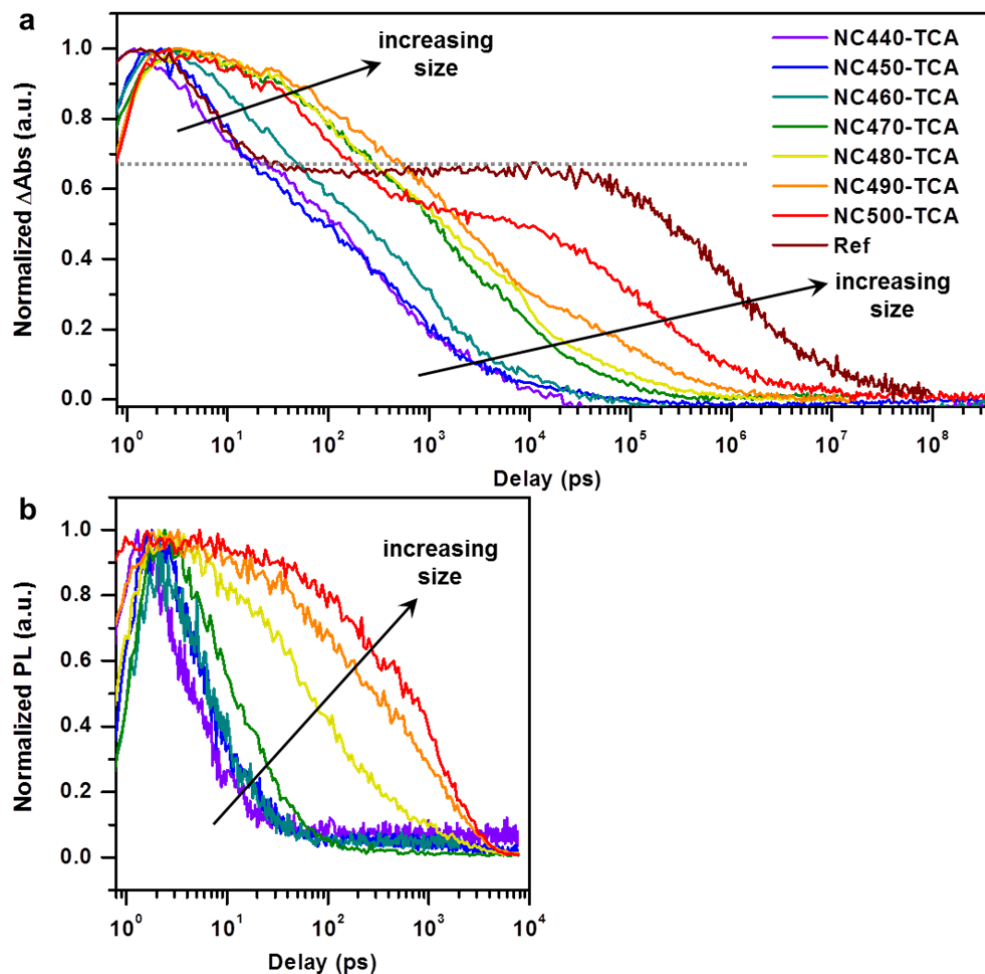 a
increasing
size
NC440-TCA
NC450-TCA
NC460-TCA
NC470-TCA
NC480-TCA
NC490-TCA
NC500-TCA
Ref
increasing
size
Normalized ΔAbs (a.u.)
1.0
0.8
0.6
0.4
0.2
0.0
10⁰ 10¹ 10² 10³ 10⁴ 10⁵ 10⁶ 10⁷ 10⁸
Delay (ps)
b
increasing
size
Normalized PL (a.u.)
1.0
0.8
0.6
0.4
0.2
0.0
10⁰ 10¹ 10² 10³ 10⁴
Delay (ps)